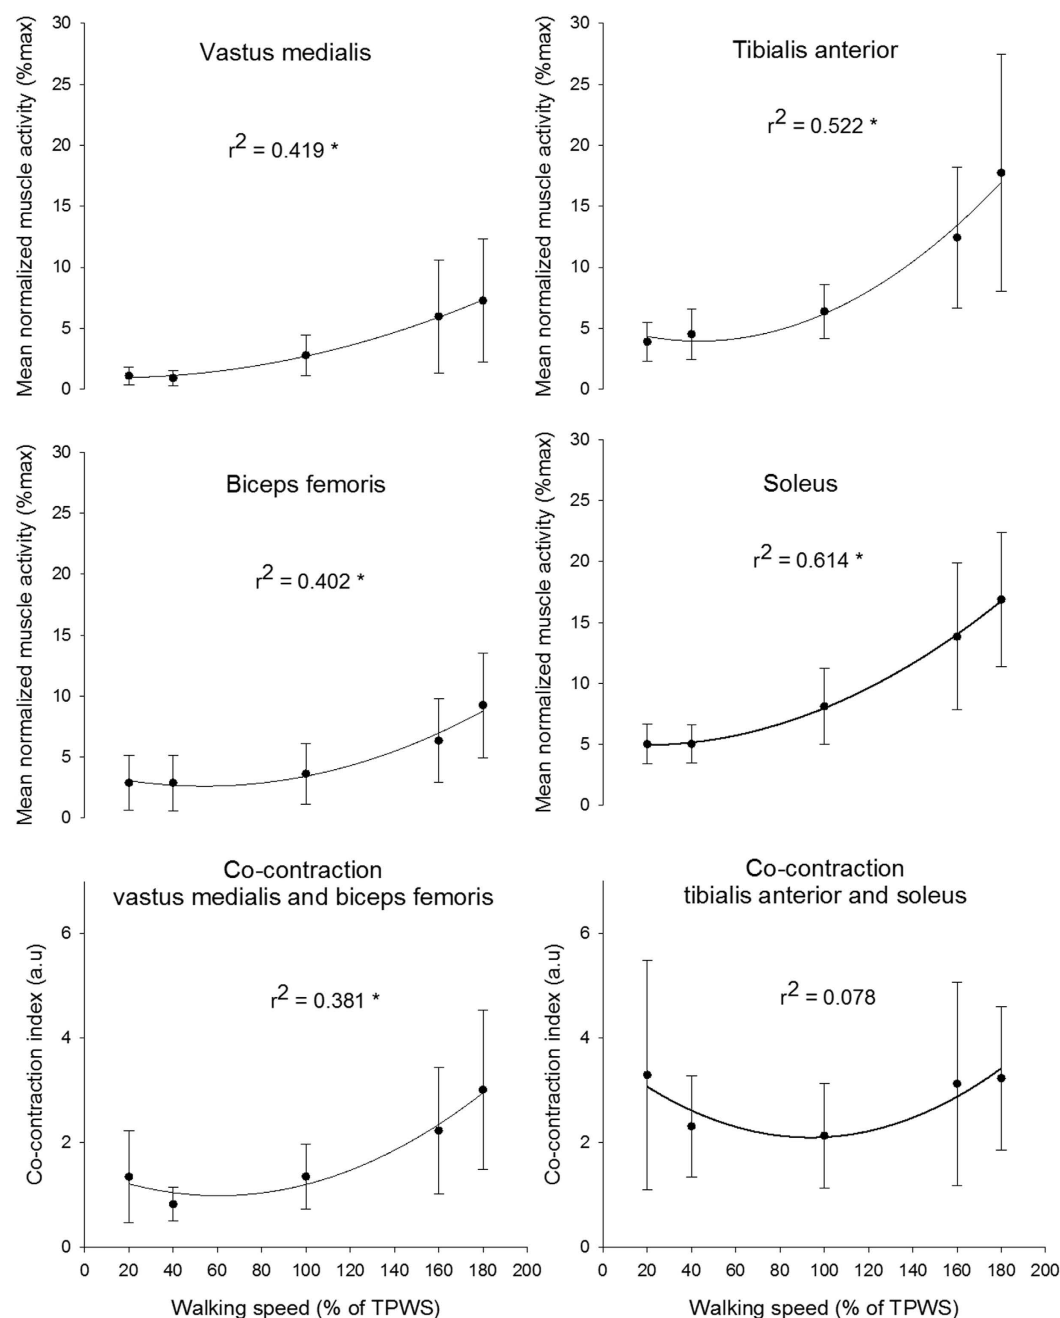 Vastus medialis
r2 = 0.419 *
Mean normalized muscle activity (%max)
30
25
20
15
10
5
0
Tibialis anterior
r2 = 0.522 *
Mean normalized muscle activity (%max)
30
25
20
15
10
5
0
Biceps femoris
r2 = 0.402 *
Mean normalized muscle activity (%max)
30
25
20
15
10
5
0
Soleus
r2 = 0.614 *
Mean normalized muscle activity (%max)
30
25
20
15
10
5
0
Co-contraction
vastus medialis and biceps femoris
r2 = 0.381 *
Co-contraction index (a.u)
6
4
2
0
0 20 40 60 80 100 120 140 160 180 200
Walking speed (% of TPWS)
Co-contraction
tibialis anterior and soleus
r2 = 0.078
Co-contraction index (a.u)
6
4
2
0
0 20 40 60 80 100 120 140 160 180 200
Walking speed (% of TPWS)